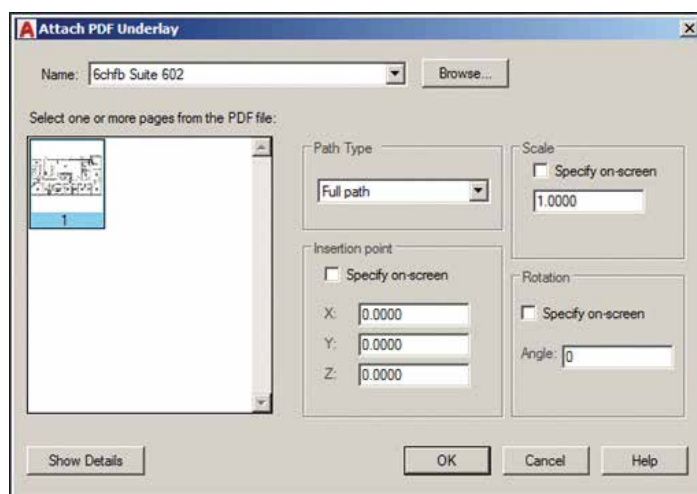 Attach PDF Underlay
Name: 6chfb Suite 602 Browse...
Select one or more pages from the PDF file:
1
Path Type
Full path
Scale
Specify on-screen
1.0000
Insertion point
Specify on-screen
X: 0.0000
Y: 0.0000
Z: 0.0000
Rotation
Specify on-screen
Angle: 0
Show Details OK Cancel Help